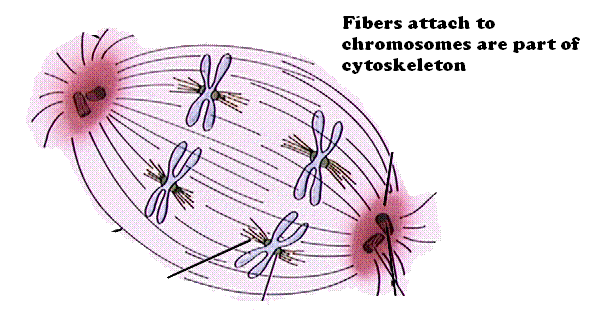 Fibers attach to
chromosomes are part of
cytoskeleton